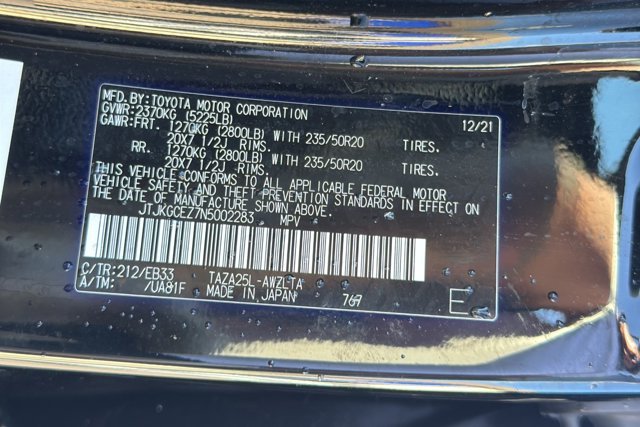 MFD.BY:TOYOTA MOTOR CORPORATION 12/21
GVWR:2370KG (5225LB)
GAWR:FRT. 1270KG (2800LB) WITH 235/50R20 TIRES.
20X7 1/2J RIMS.
RR. 1270KG (2800LB) WITH 235/50R20 TIRES.
20X7 1/2J RIMS.
THIS VEHICLE CONFORMS TO ALL APPLICABLE FEDERAL MOTOR
VEHICLE SAFETY AND THEFT PREVENTION STANDARDS IN EFFECT ON
THE DATE OF MANUFACTURE SHOWN ABOVE.
JTJKGCEZ7N5002283 MPV
C/TR:212/EB33 TAZA25L-AWZLTA
A/TM: /UA81F MADE IN JAPAN 767 E